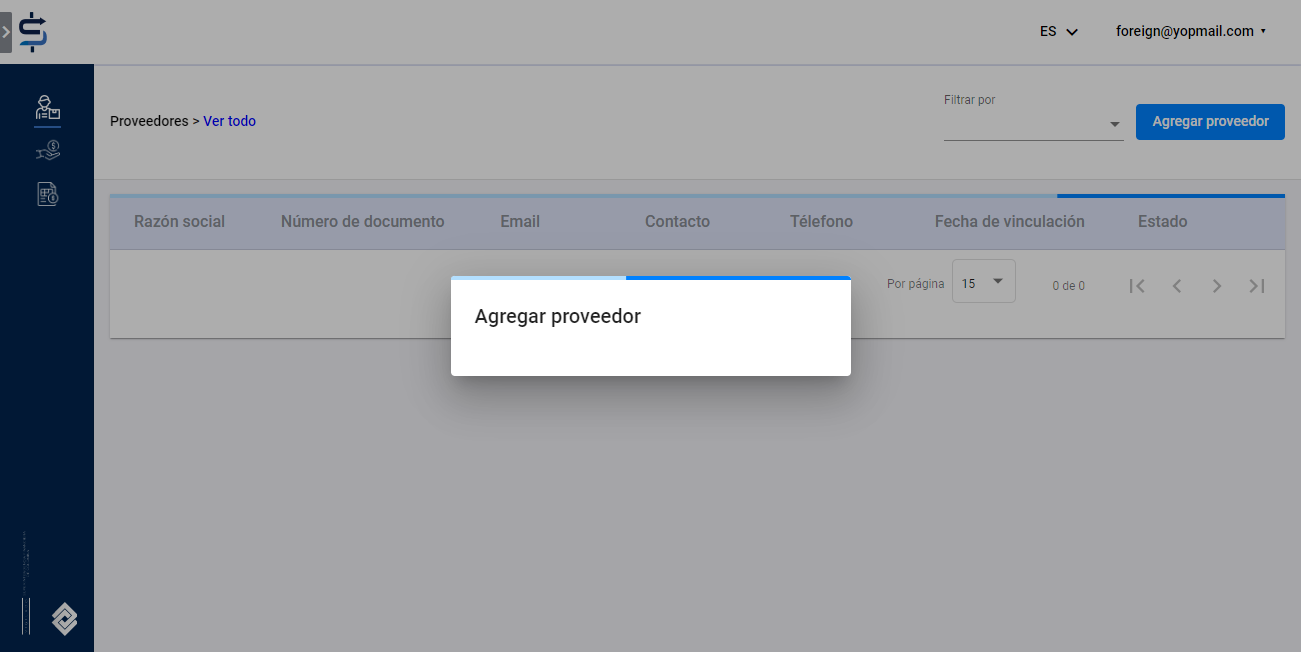 ES
foreign@yopmail.com
Proveedores > Ver todo
Filtrar por
Agregar proveedor
Razón social Número de documento Email Contacto Télefono Fecha de vinculación Estado
Por página 15 0 de 0
Agregar proveedor